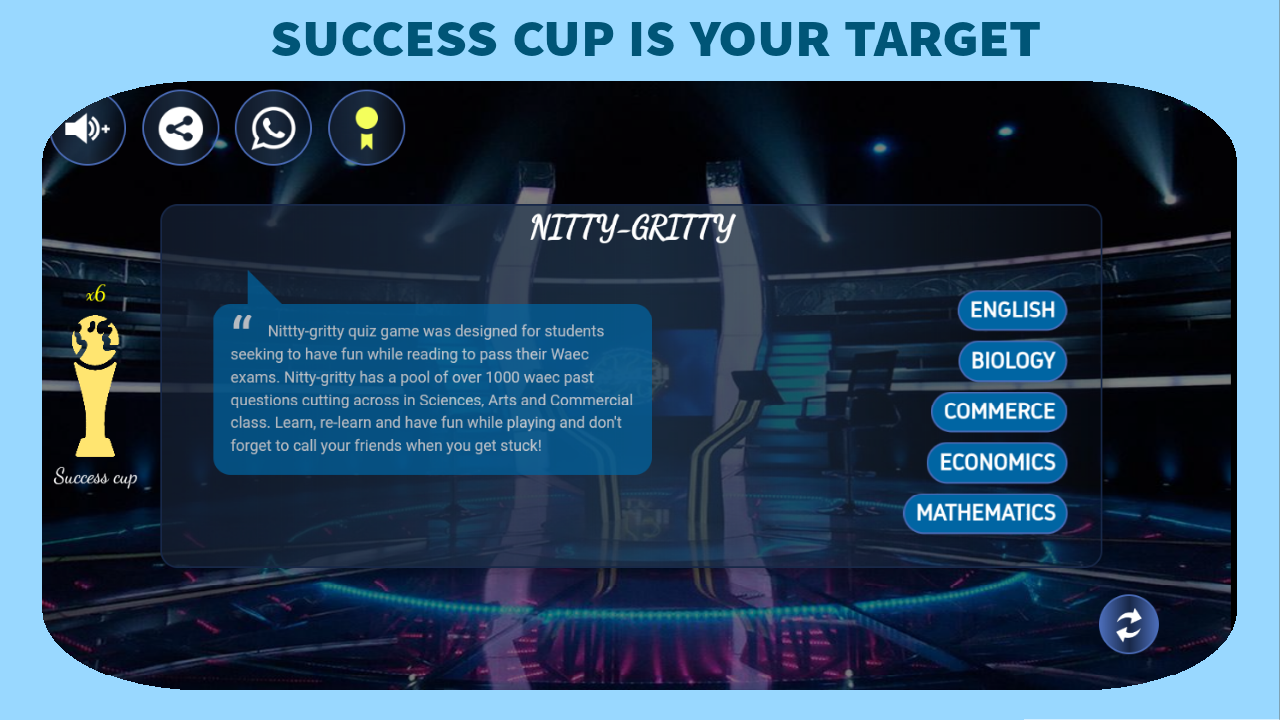 SUCCESS CUP IS YOUR TARGET
NITTY-GRITTY
x6
Success cup
“ Nittty-gritty quiz game was designed for students
seeking to have fun while reading to pass their Waec
exams. Nitty-gritty has a pool of over 1000 waec past
questions cutting across in Sciences, Arts and Commercial
class. Learn, re-learn and have fun while playing and don't
forget to call your friends when you get stuck!
ENGLISH
BIOLOGY
COMMERCE
ECONOMICS
MATHEMATICS